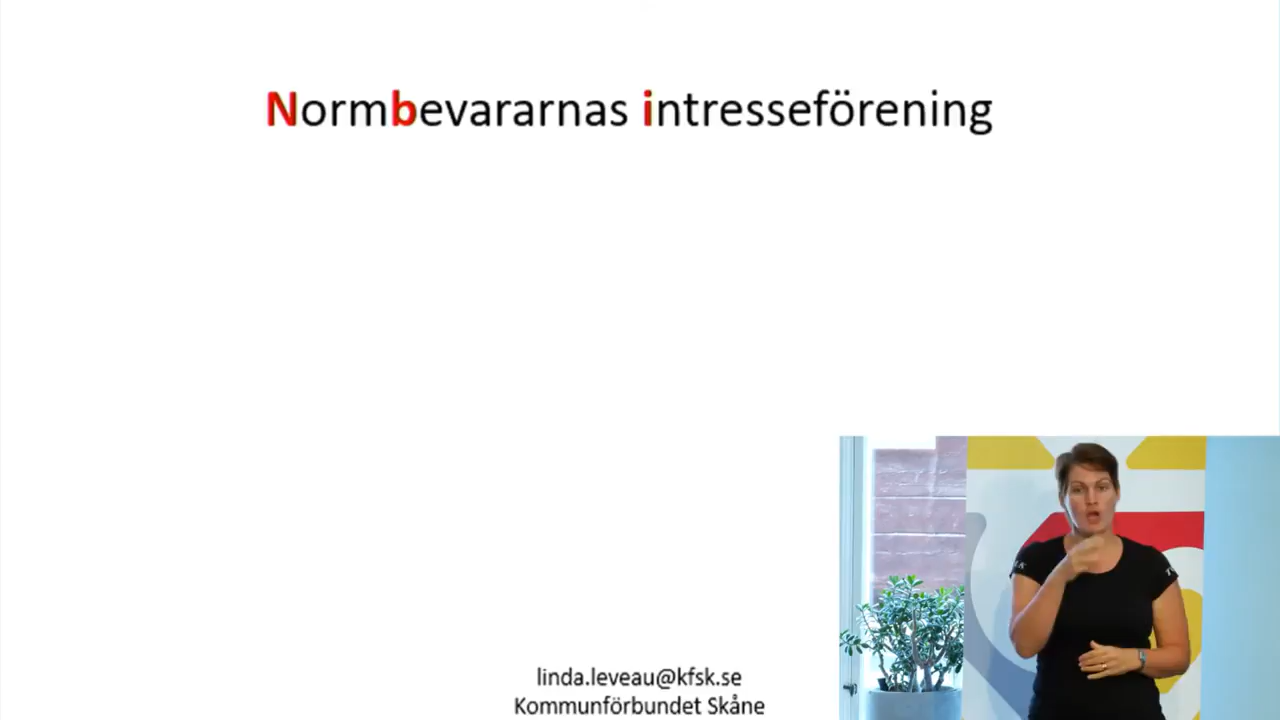 Normbevararnas intresseförening
linda.leveau@kfsk.se
Kommunförbundet Skåne